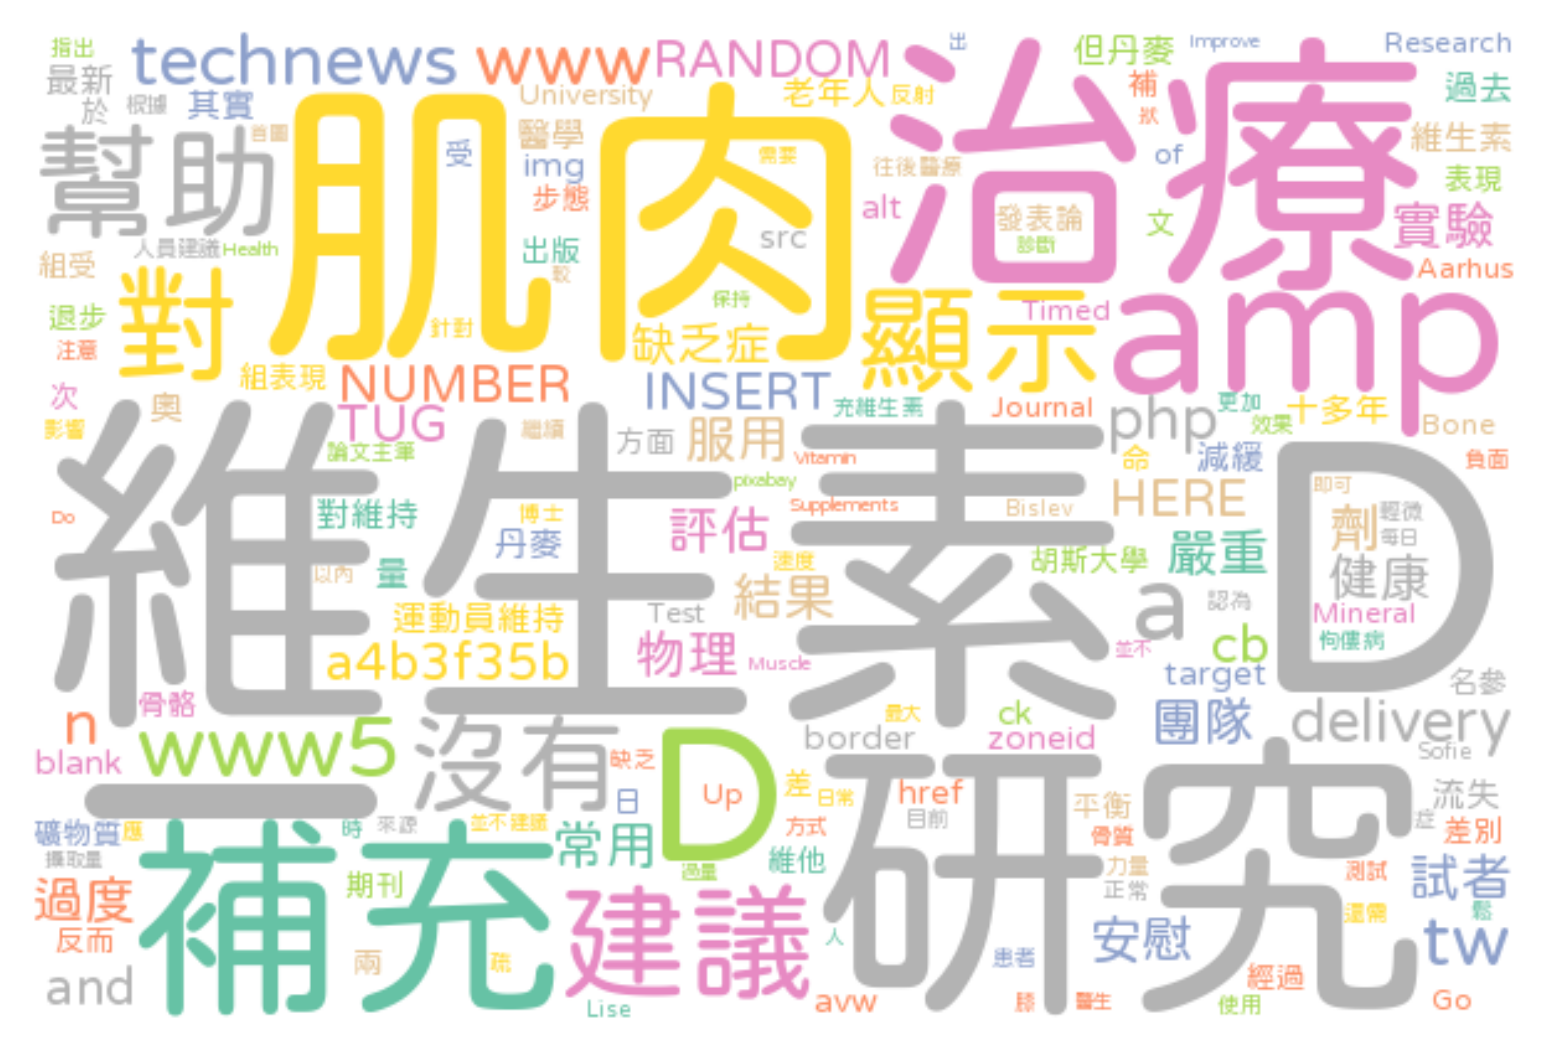 指出 technews www RANDOM 出 但丹麥 Improve Research
最新 治療 補 過去
於 根據 其實 University 老年人 反射 狀
幫助 首圖 肌肉 受 醫學 需要 往後醫療 of 維生素
img 步態 alt 發表論 文 表現 實驗
人員建議 Health 出版 src 診斷
組受 較 Aarhus
對 保持 顯示 Timed amp
退步 針對 缺乏症
注意 組表現 NUMBER INSERT
次 奧 TUG 充維生素 Journal php 更加 十多年
影響 繼續 方面 服用 效果 Bone
維生素 D 論文主筆 Vitamin 命 減緩 負面
pixabay Supplements Bislev HERE 即可
Do 對維持 博士 評估 劑 輕微
丹麥 每日
以內 量 速度 胡斯大學 嚴重 健康
運動員維持 Test 結果 a 認為 Mineral
a4b3f35b 物理 Muscle 並不 cb 佝僂病
target 名參
n 骨骼 最大 ck 團隊 delivery
blank www5 沒有 缺乏 border zoneid Sofie
一 D Up 差 日常 href 研究 流失
日 目前 平衡
礦物質 應 時 來源 並不建議 常用 方式 骨質 症 差別
攝取量 補充 過量 維他 力量 測試
過度 期刊 建議 正常 試者
反而 人 還需 鬆
兩 疏 安慰 tw
and 患者 經過
Lise avw 膝 醫生 使用 Go